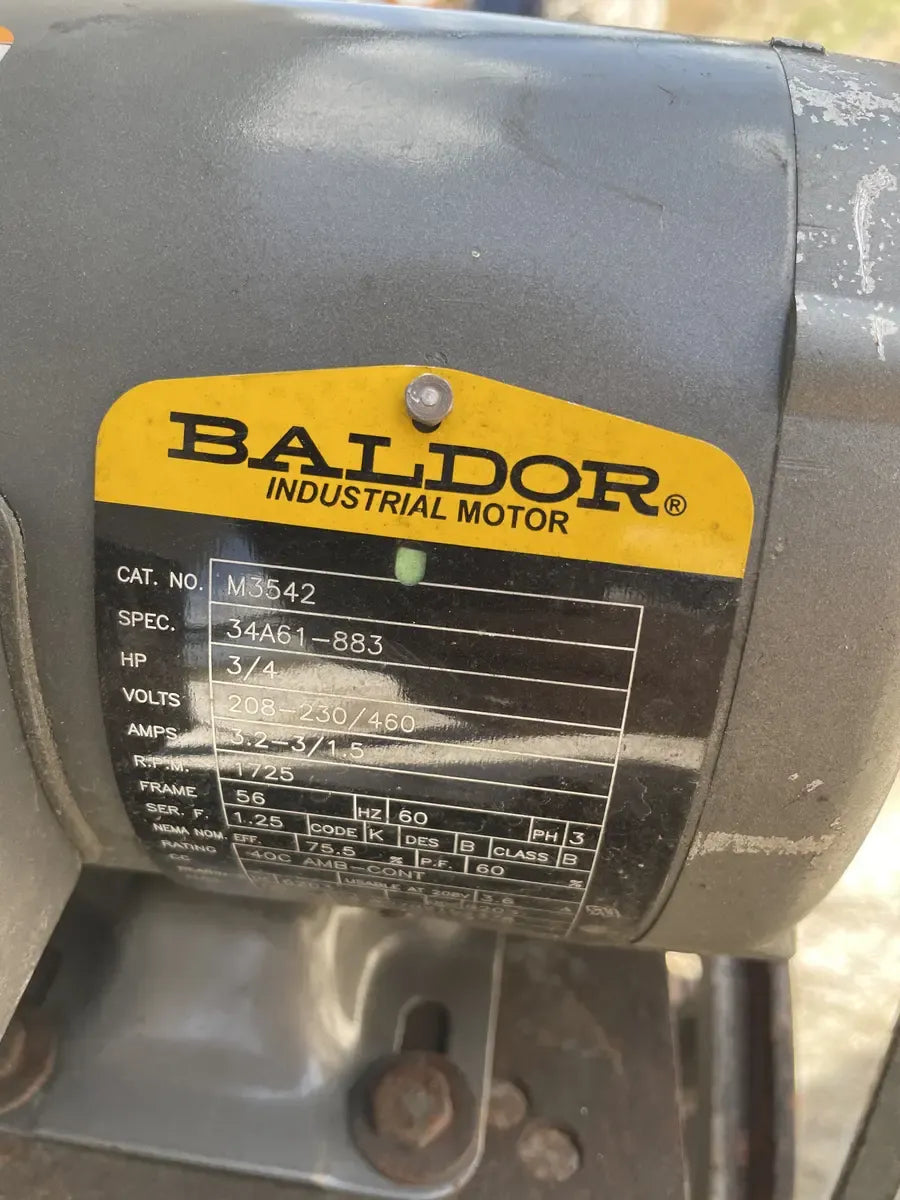 BALDOR®
INDUSTRIAL MOTOR
CAT. NO. M3542
SPEC. 34A61-883
HP 3/4
VOLTS 208-230/460
AMPS 3.2-3/1.5
R.P.M. 1725
FRAME 56 HZ 60 PH 3
SER. F. 1.25 CODE K DES B CLASS B
NEMA NOM. EFF. 75.5 % P.F. 60 %
RATING 40C AMB-CONT
CC USABLE AT 208V 3.6